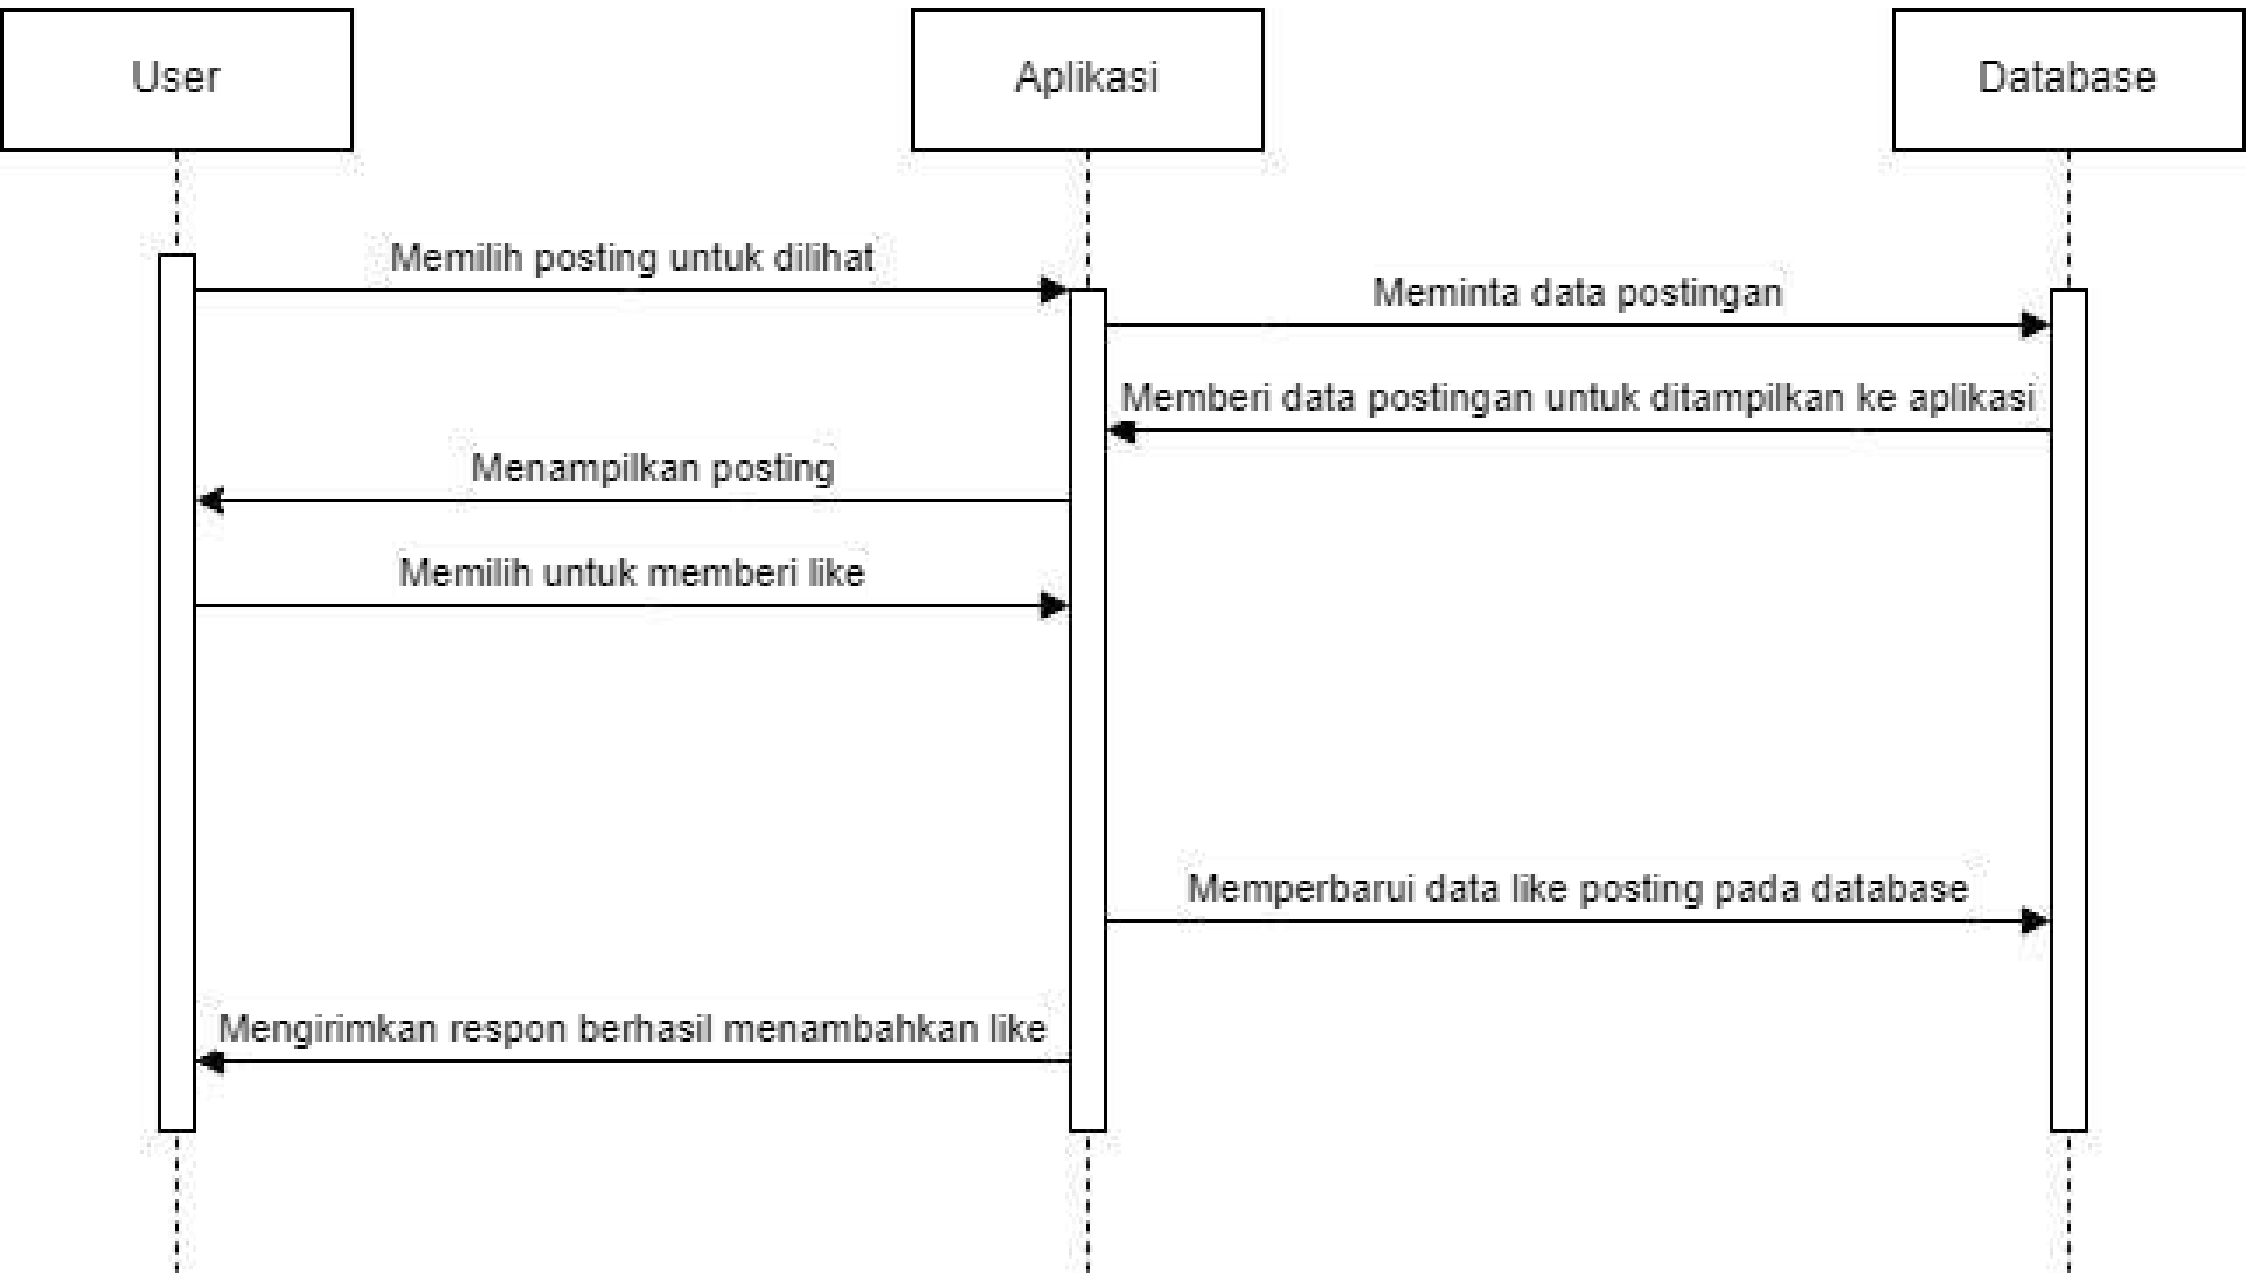 User
Aplikasi
Database
Memilih posting untuk dilihat
Meminta data postingan
Memberi data postingan untuk ditampilkan ke aplikasi
Menampilkan posting
Memilih untuk memberi like
Memperbarui data like posting pada database
Mengirimkan respon berhasil menambahkan like